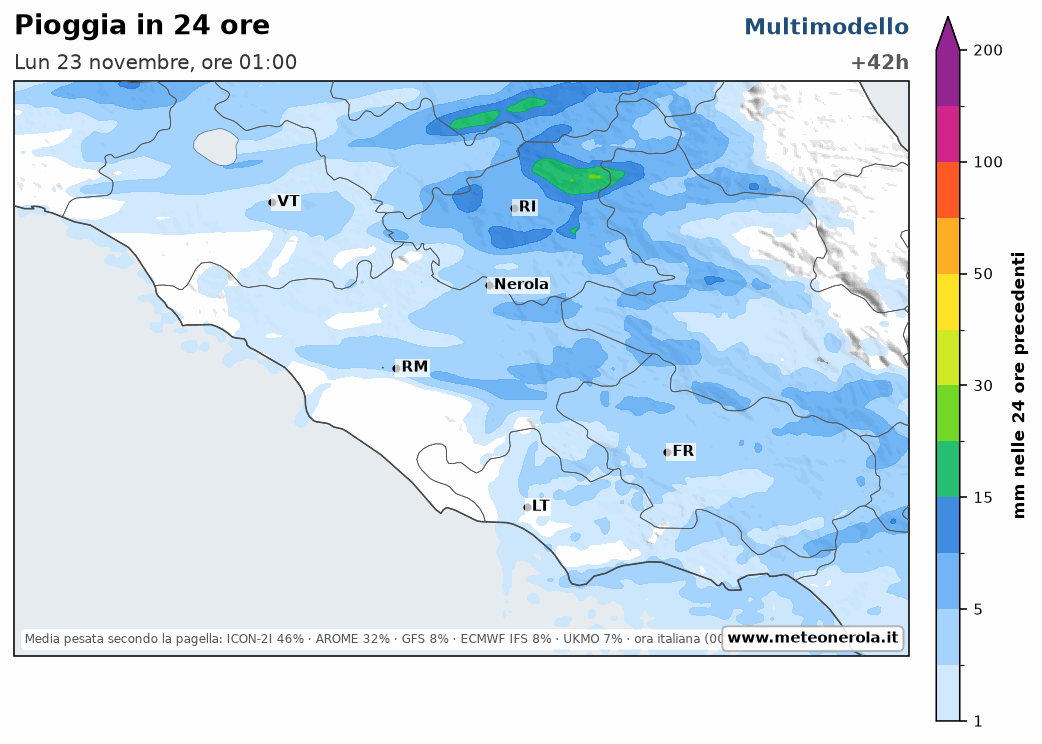 Pioggia in 24 ore
Multimodello
Lun 23 novembre, ore 01:00
+42h
200
100
50
30
15
5
1
mm nelle 24 ore precedenti
VT
RI
Nerola
RM
FR
LT
Media pesata secondo la pagella: ICON-2I 46% · AROME 32% · GFS 8% · ECMWF IFS 8% · UKMO 7% · ora italiana (00
www.meteonerola.it